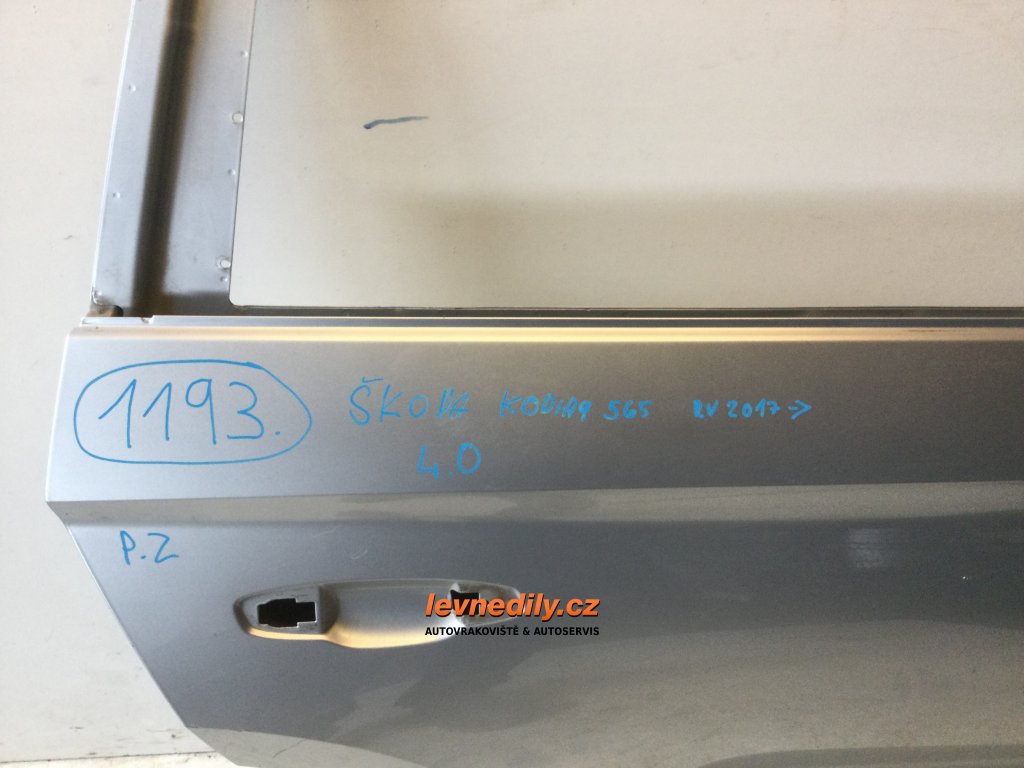 1193. ŠKODA KODIAQ 565 RV 2017->
4.0
P.Z
levnedily.cz
AUTOVRAKOVIŠTĚ & AUTOSERVIS